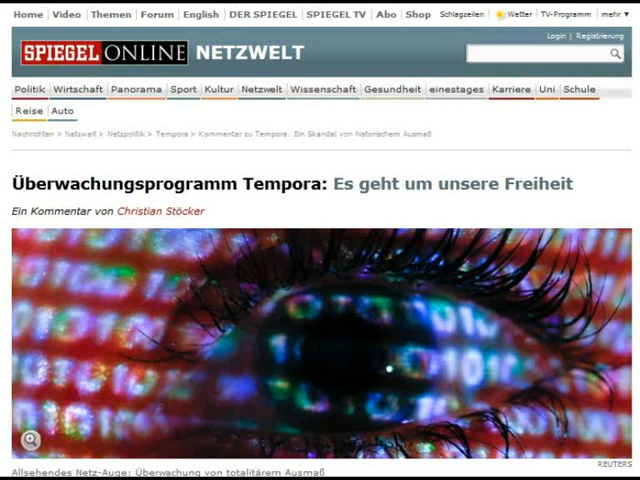 Home Video Themen Forum English DER SPIEGEL SPIEGEL TV Abo Shop Schlagzeilen Wetter TV-Programm mehr ▼
Login | Registrierung
SPIEGEL ONLINE NETZWELT
Politik Wirtschaft Panorama Sport Kultur Netzwelt Wissenschaft Gesundheit einestages Karriere Uni Schule
Reise Auto
Nachrichten > Netzwelt > Netzpolitik > Tempora > Kommentar zu Tempora: Ein Skandal von historischem Ausmaß
Überwachungsprogramm Tempora: Es geht um unsere Freiheit
Ein Kommentar von Christian Stöcker
REUTERS
Allsehendes Netz-Auge: Überwachung von totalitärem Ausmaß